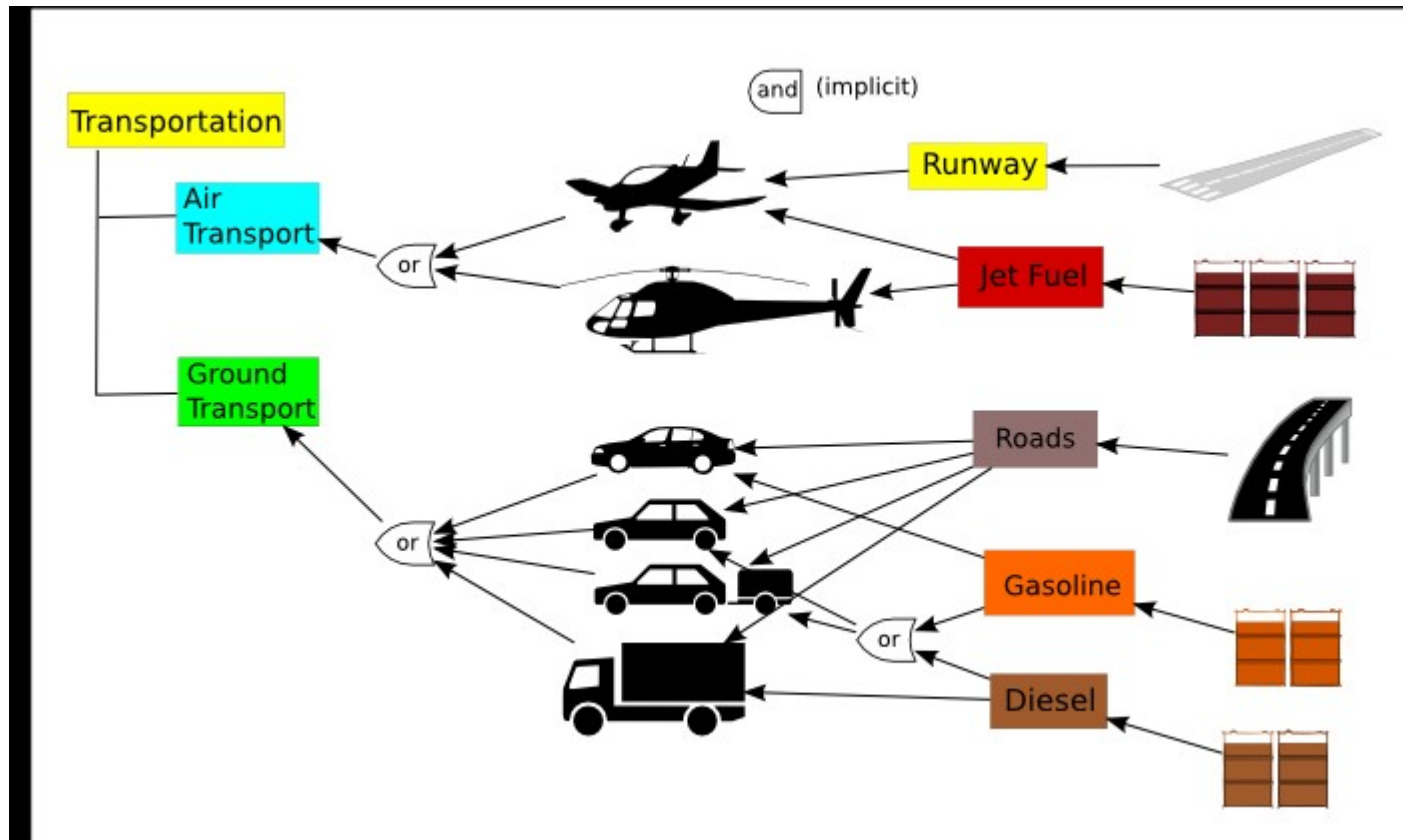 and (implicit)
Transportation
Runway
Air
Transport
or
Jet Fuel
Ground
Transport
Roads
or
Gasoline
or
Diesel